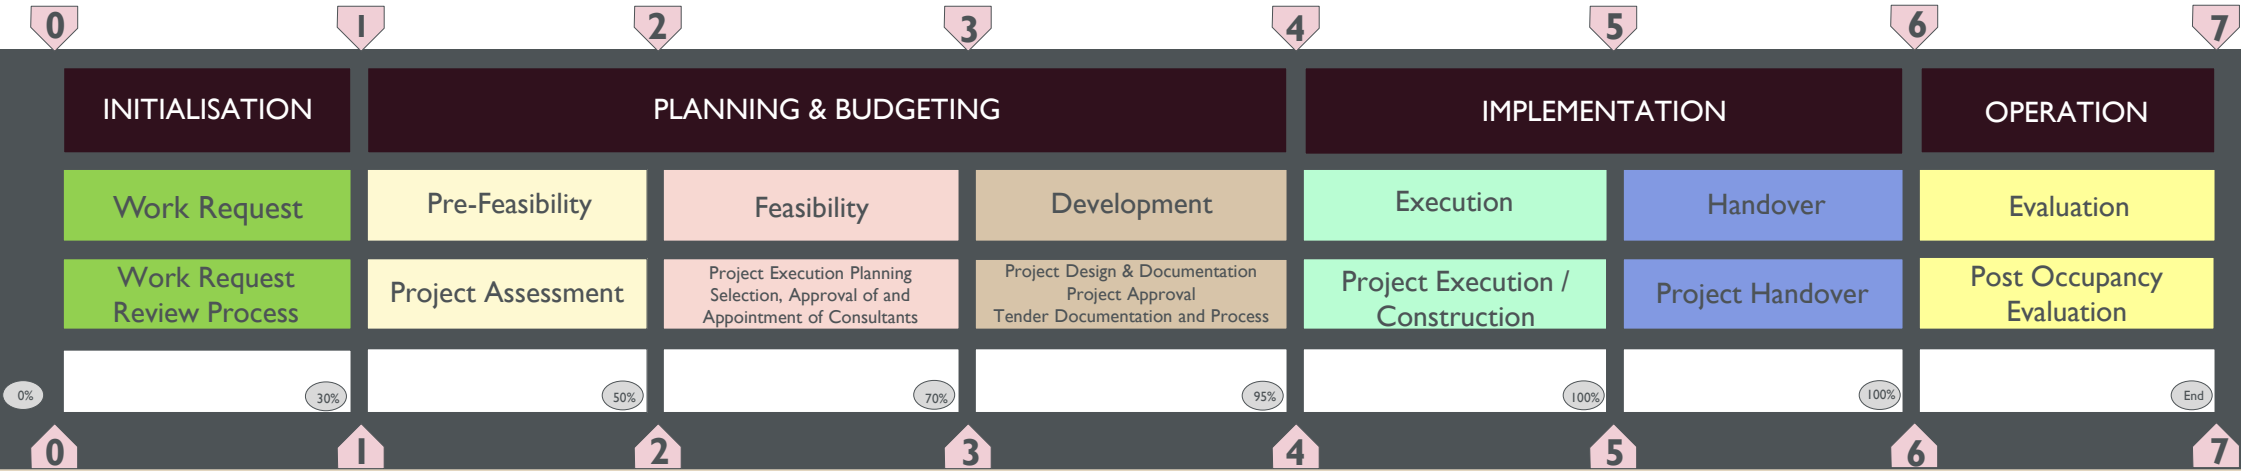 0 1 2 3 4 5 6 7
INITIALISATION PLANNING & BUDGETING IMPLEMENTATION OPERATION
Work Request
Pre-Feasibility
Feasibility
Development
Execution
Handover
Evaluation
Work Request
Review Process
Project Assessment
Project Execution Planning
Selection, Approval of and
Appointment of Consultants
Project Design & Documentation
Project Approval
Tender Documentation and Process
Project Execution /
Construction
Project Handover
Post Occupancy
Evaluation
0% 30% 50% 70% 95% 100% 100% End
0 1 2 3 4 5 6 7